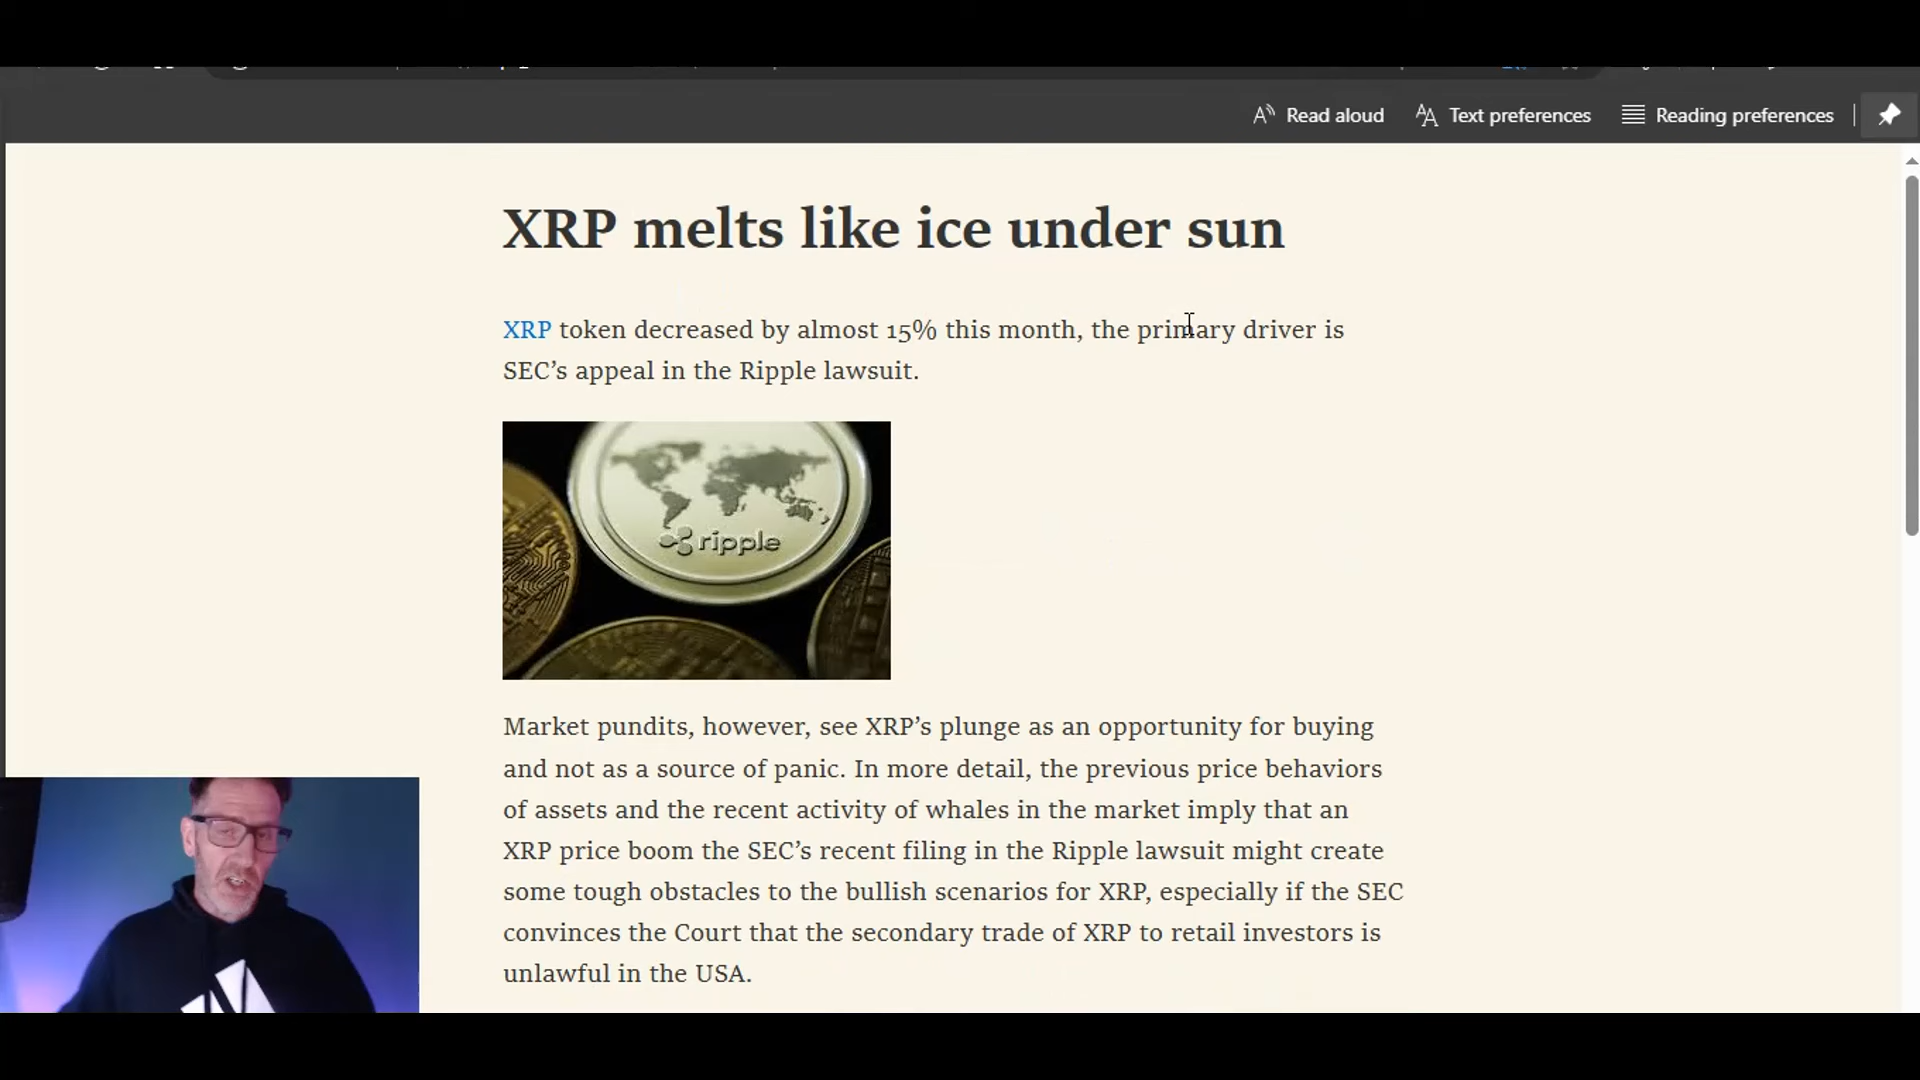 Read aloud
Text preferences
Reading preferences
XRP melts like ice under sun
XRP token decreased by almost 15% this month, the primary driver is
SEC’s appeal in the Ripple lawsuit.
ripple
Market pundits, however, see XRP’s plunge as an opportunity for buying
and not as a source of panic. In more detail, the previous price behaviors
of assets and the recent activity of whales in the market imply that an
XRP price boom the SEC’s recent filing in the Ripple lawsuit might create
some tough obstacles to the bullish scenarios for XRP, especially if the SEC
convinces the Court that the secondary trade of XRP to retail investors is
unlawful in the USA.